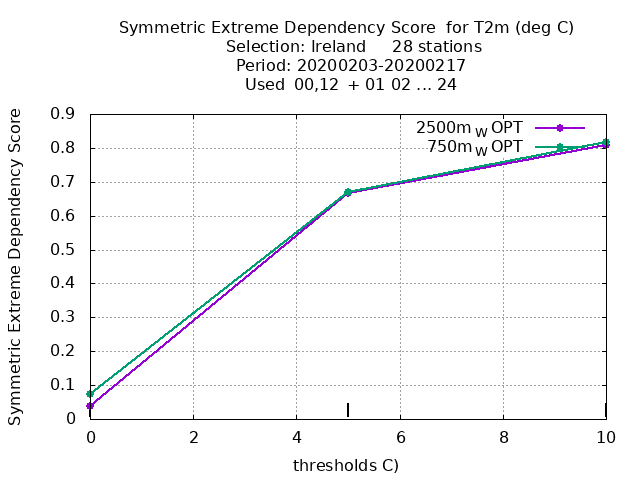 Symmetric Extreme Dependency Score for T2m (deg C)
Selection: Ireland 28 stations
Period: 20200203-20200217
Used 00,12 + 01 02 ... 24
Symmetric Extreme Dependency Score
0.9
0.8
0.7
0.6
0.5
0.4
0.3
0.2
0.1
0
2500m W OPT
750m W OPT
0 2 4 6 8 10
thresholds C)